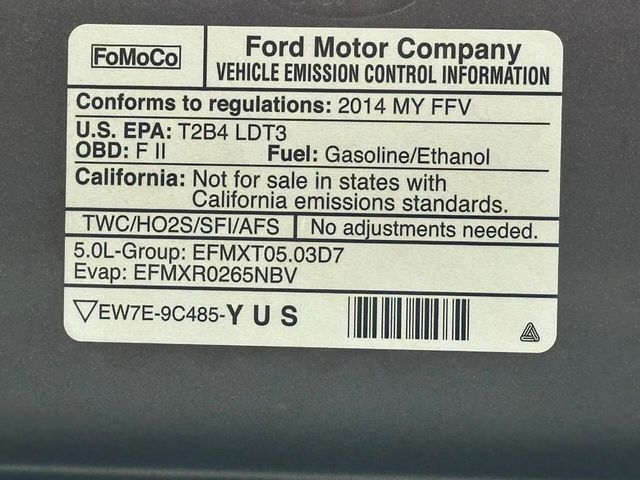 FoMoCo
Ford Motor Company
VEHICLE EMISSION CONTROL INFORMATION
Conforms to regulations: 2014 MY FFV
U.S. EPA: T2B4 LDT3
OBD: F II Fuel: Gasoline/Ethanol
California: Not for sale in states with
California emissions standards.
TWC/HO2S/SFI/AFS No adjustments needed.
5.0L-Group: EFMXT05.03D7
Evap: EFMXR0265NBV
EW7E-9C485-YUS